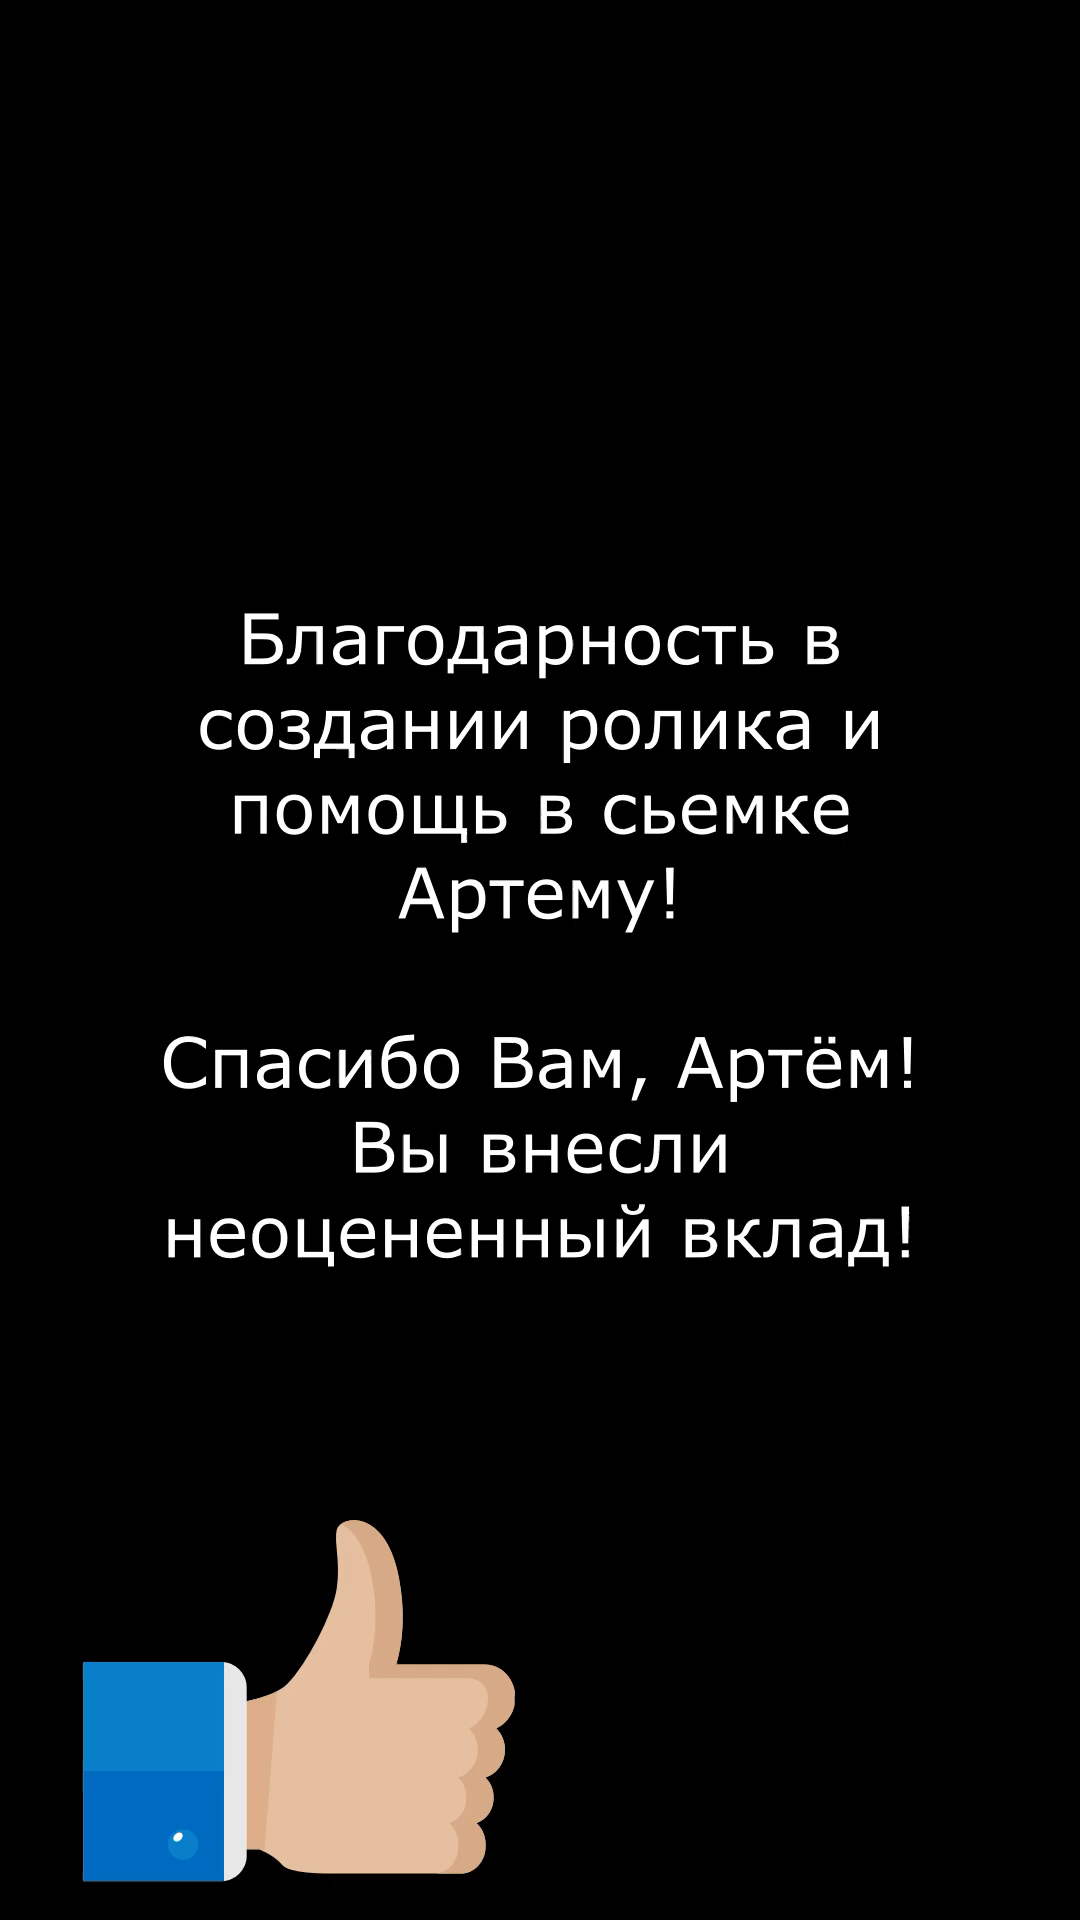 Благодарность в
создании ролика и
помощь в сьемке
Артему!
Спасибо Вам, Артём!
Вы внесли
неоцененный вклад!